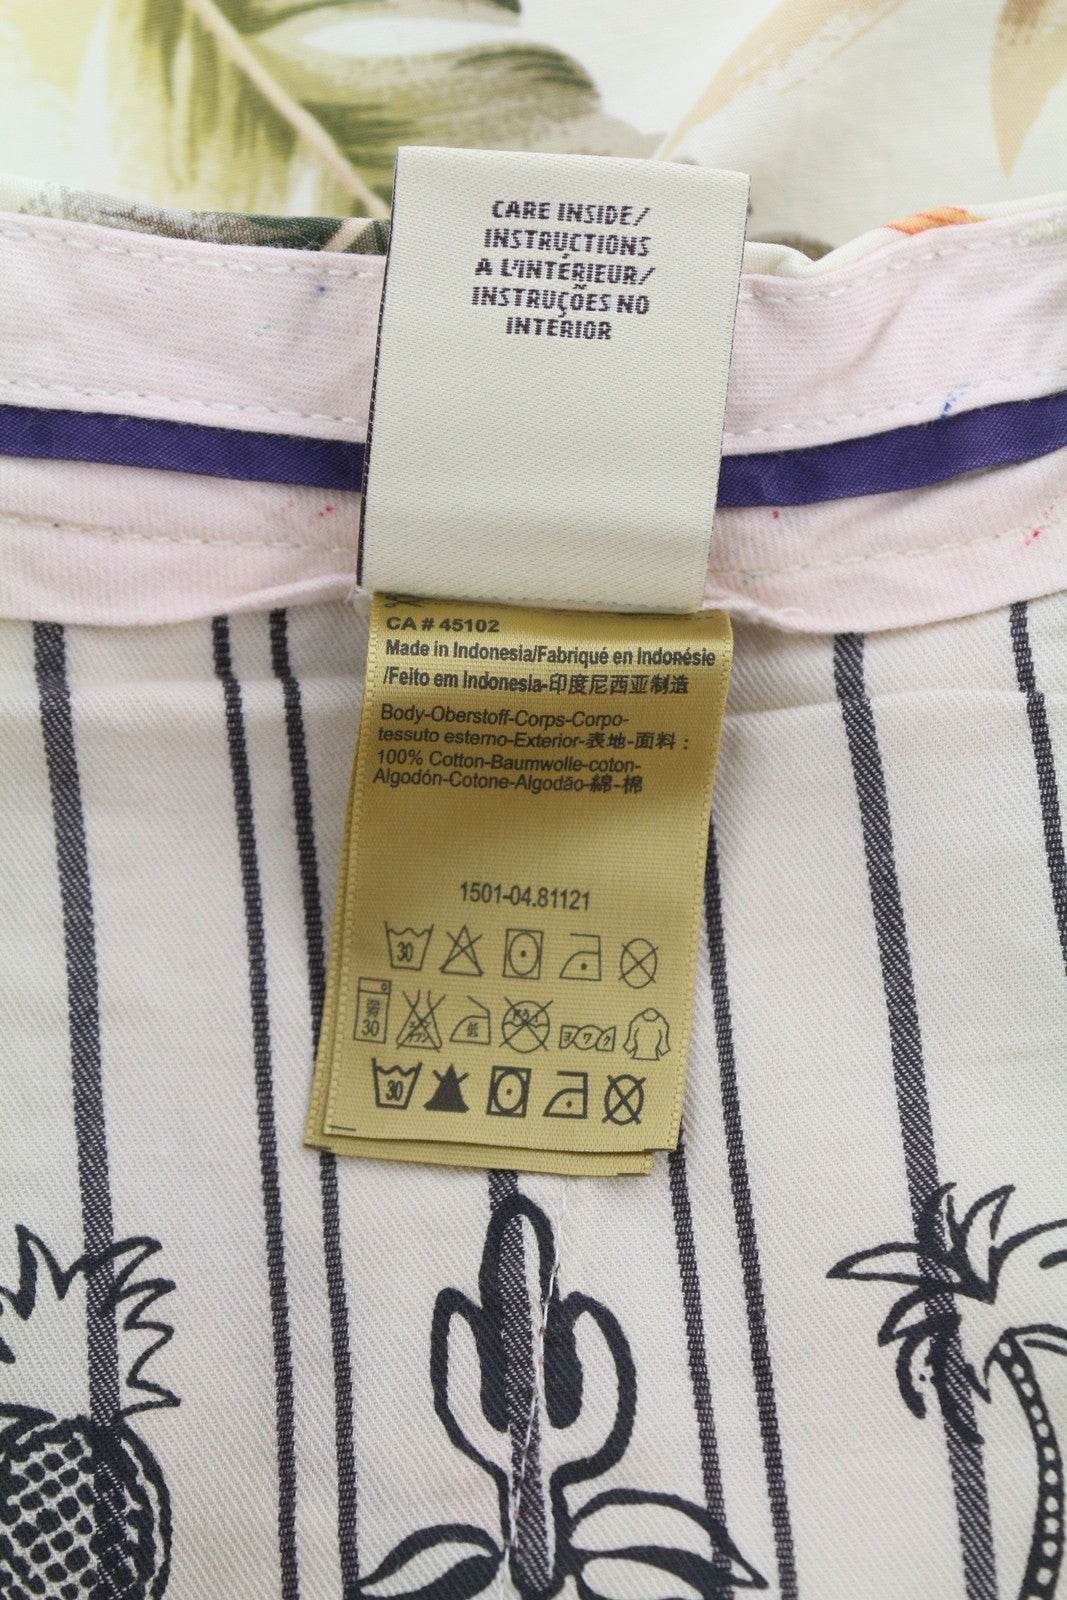 CARE INSIDE/
INSTRUCTIONS
A L'INTÉRIEUR/
INSTRUÇÕES NO
INTERIOR
CA # 45102
Made in Indonesia/Fabriqué en Indonésie
/Feito em Indonesia-印度尼西亚制造
Body-Oberstoff-Corps-Corpo-
tessuto esterno-Exterior-表地-面料：
100% Cotton-Baumwolle-coton-
Algodón-Cotone-Algodão-綿-棉
1501-04.81121
30
30 低
30